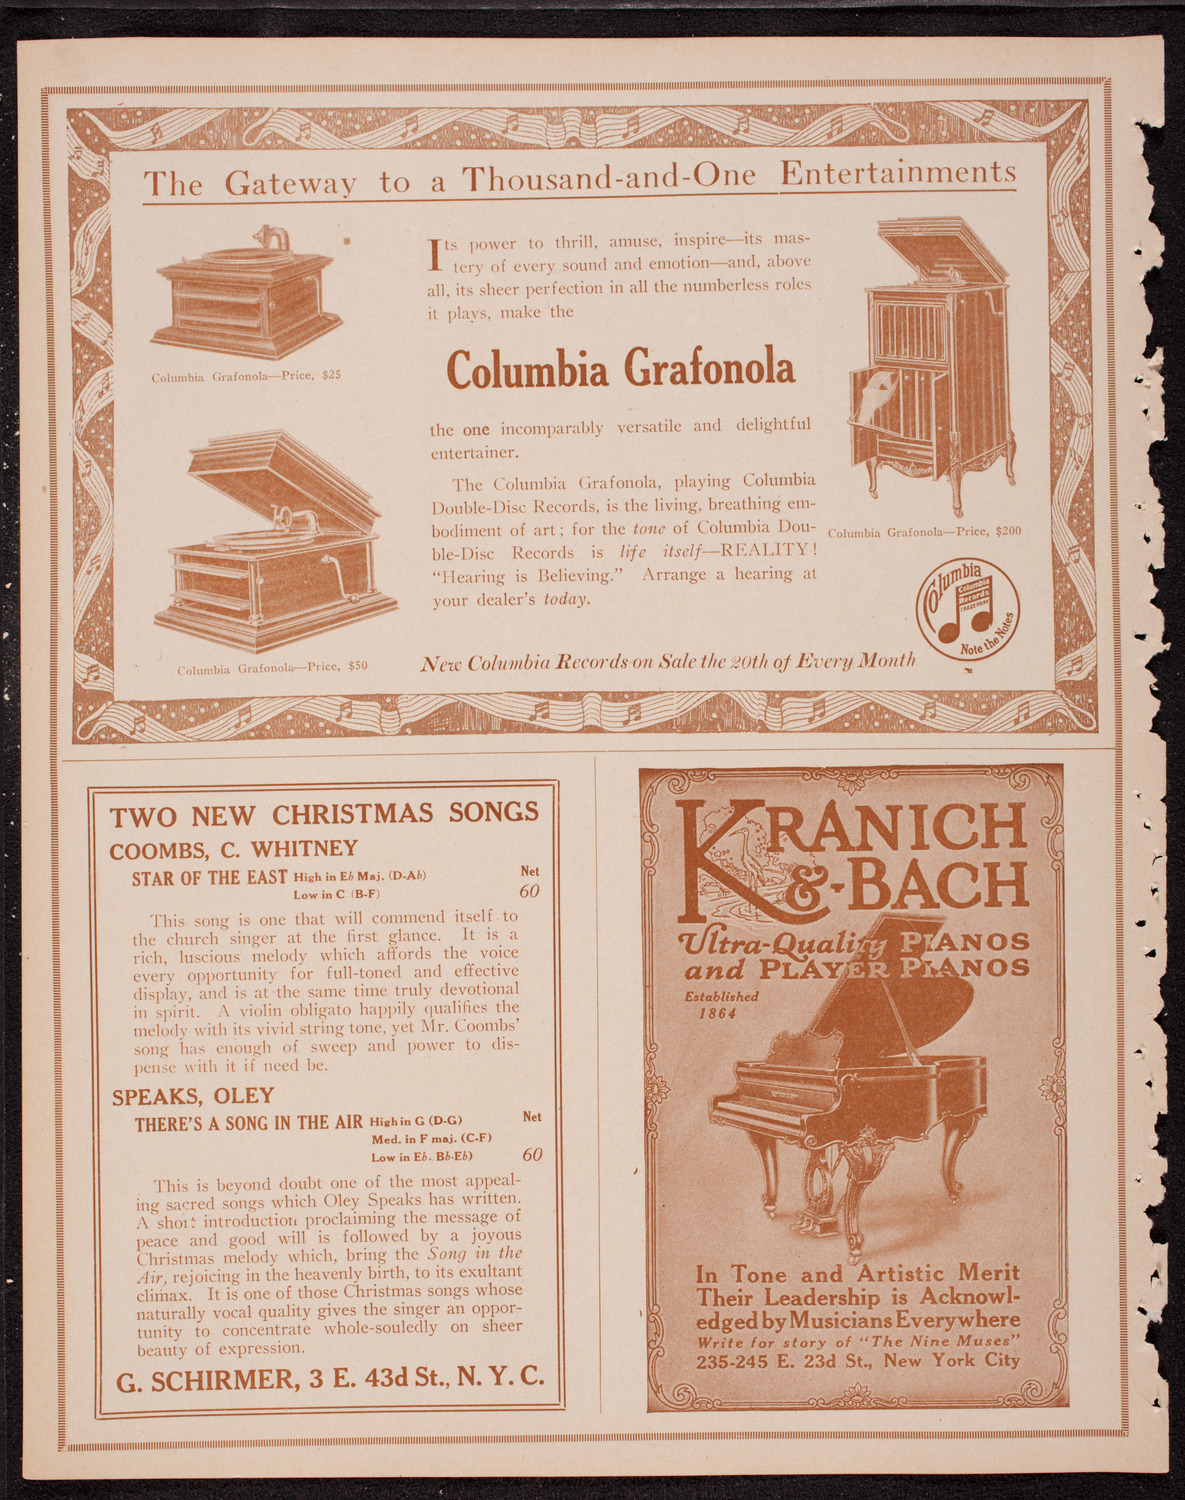 The Gateway to a Thousand-and-One Entertainments
Columbia Grafonola—Price, $25
Columbia Grafonola—Price, $50
Its power to thrill, amuse, inspire—its mas-
tery of every sound and emotion—and, above
all, its sheer perfection in all the numberless roles
it plays, make the
Columbia Grafonola
the one incomparably versatile and delightful
entertainer.
The Columbia Grafonola, playing Columbia
Double-Disc Records, is the living, breathing em-
bodiment of art; for the tone of Columbia Dou-
ble-Disc Records is life itself—REALITY!
"Hearing is Believing." Arrange a hearing at
your dealer's today.
New Columbia Records on Sale the 20th of Every Month
Columbia Grafonola—Price, $200
Columbia
Columbia
Records
TRADE MARK
Note the Notes
TWO NEW CHRISTMAS SONGS
COOMBS, C. WHITNEY
STAR OF THE EAST High in E♭ Maj. (D-A♭) Net
Low in C (B-F) 60
This song is one that will commend itself to
the church singer at the first glance. It is a
rich, luscious melody which affords the voice
every opportunity for full-toned and effective
display, and is at the same time truly devotional
in spirit. A violin obligato happily qualifies the
melody with its vivid string tone, yet Mr. Coombs'
song has enough of sweep and power to dis-
pense with it if need be.
SPEAKS, OLEY
THERE'S A SONG IN THE AIR High in G (D-G) Net
Med. in F maj. (C-F)
Low in E♭. B♭-E♭) 60
This is beyond doubt one of the most appeal-
ing sacred songs which Oley Speaks has written.
A short introduction proclaiming the message of
peace and good will is followed by a joyous
Christmas melody which, bring the Song in the
Air, rejoicing in the heavenly birth, to its exultant
climax. It is one of those Christmas songs whose
naturally vocal quality gives the singer an oppor-
tunity to concentrate whole-souledly on sheer
beauty of expression.
G. SCHIRMER, 3 E. 43d St., N. Y. C.
KRANICH
&-BACH
Ultra-Quality PIANOS
and PLAYER PIANOS
Established
1864
In Tone and Artistic Merit
Their Leadership is Acknowl-
edged by Musicians Everywhere
Write for story of "The Nine Muses"
235-245 E. 23d St., New York City